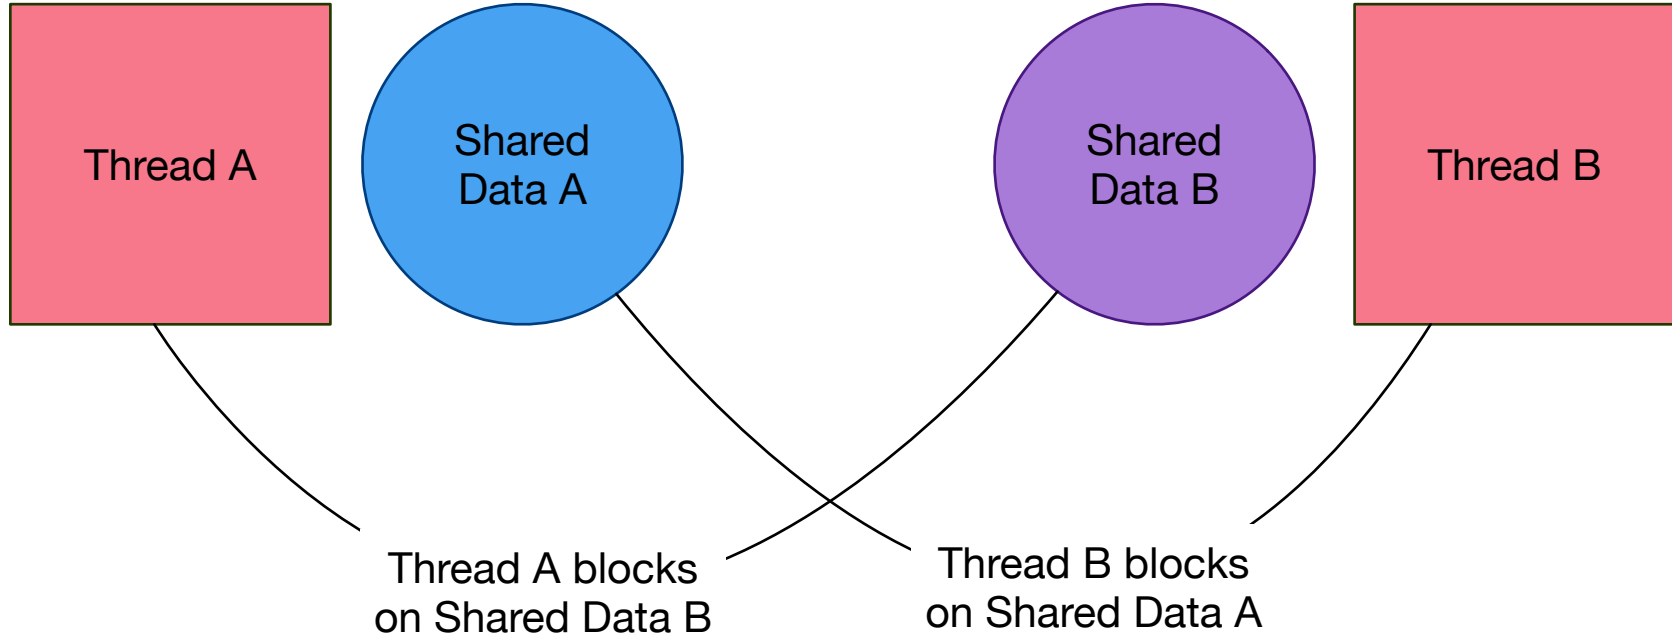 Thread A
Shared
Data A
Shared
Data B
Thread B
Thread A blocks
on Shared Data B
Thread B blocks
on Shared Data A